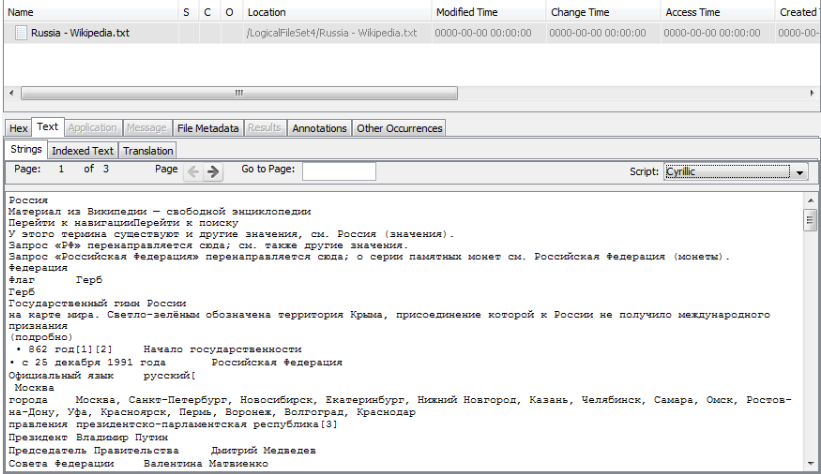 Name S C O Location Modified Time Change Time Access Time Created
Russia - Wikipedia.txt /LogicalFileSet4/Russia - Wikipedia.txt 0000-00-00 00:00:00 0000-00-00 00:00:00 0000-00-00 00:00:00 0000-00-
Hex Text Application Message File Metadata Results Annotations Other Occurrences
Strings Indexed Text Translation
Page: 1 of 3 Page Go to Page: Script: Cyrillic
Россия
Материал из Википедии — свободной энциклопедии
Перейти к навигацииПерейти к поиску
У этого термина существуют и другие значения, см. Россия (значения).
Запрос «РФ» перенаправляется сюда; см. также другие значения.
Запрос «Российская Федерация» перенаправляется сюда; о серии памятных монет см. Российская Федерация (монеты).
Федерация
Флаг Герб
Герб
Государственный гимн России
на карте мира. Светло-зелёным обозначена территория Крыма, присоединение которой к России не получило международного
признания
(подробно)
• 862 год[1][2] Начало государственности
• с 25 декабря 1991 года Российская Федерация
Официальный язык русский[
Москва
города Москва, Санкт-Петербург, Новосибирск, Екатеринбург, Нижний Новгород, Казань, Челябинск, Самара, Омск, Ростов-
на-Дону, Уфа, Красноярск, Пермь, Воронеж, Волгоград, Краснодар
правления президентско-парламентская республика[3]
Президент Владимир Путин
Председатель Правительства Дмитрий Медведев
Совета Федерации Валентина Матвиенко